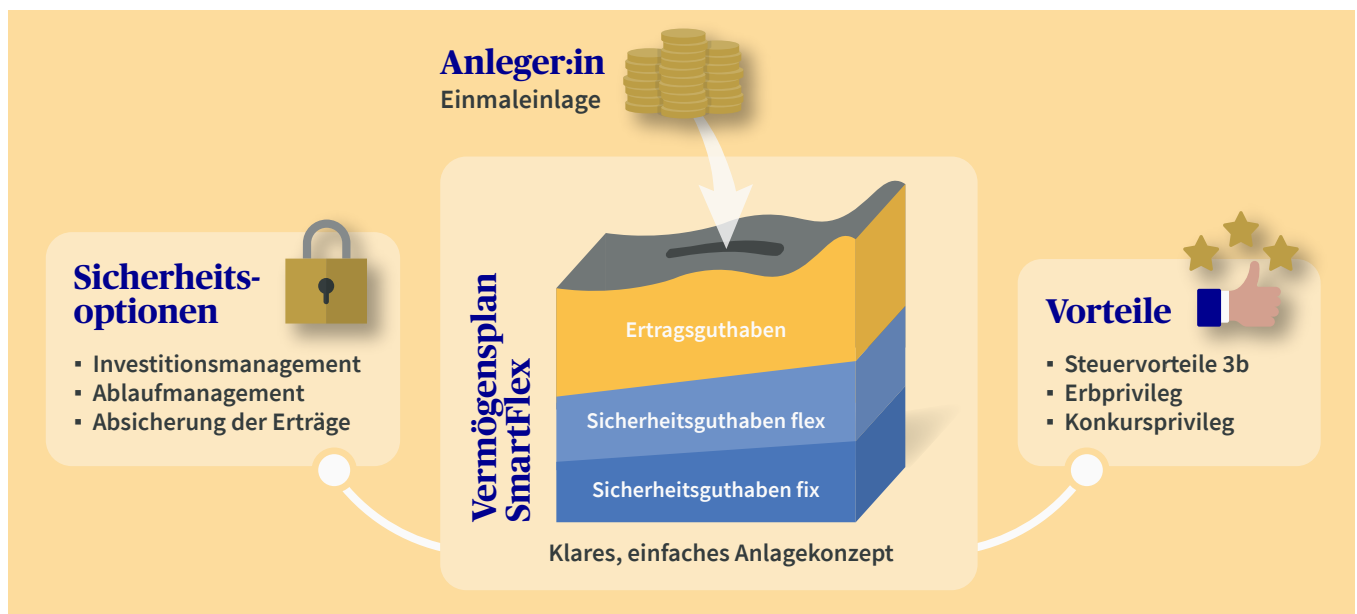 Anleger:in
Einmaleinlage
Sicherheits-
optionen
▪ Investitionsmanagement
▪ Ablaufmanagement
▪ Absicherung der Erträge
Vermögensplan
SmartFlex
Ertragsguthaben
Sicherheitsguthaben flex
Sicherheitsguthaben fix
Klares, einfaches Anlagekonzept
Vorteile
▪ Steuervorteile 3b
▪ Erbprivileg
▪ Konkursprivileg